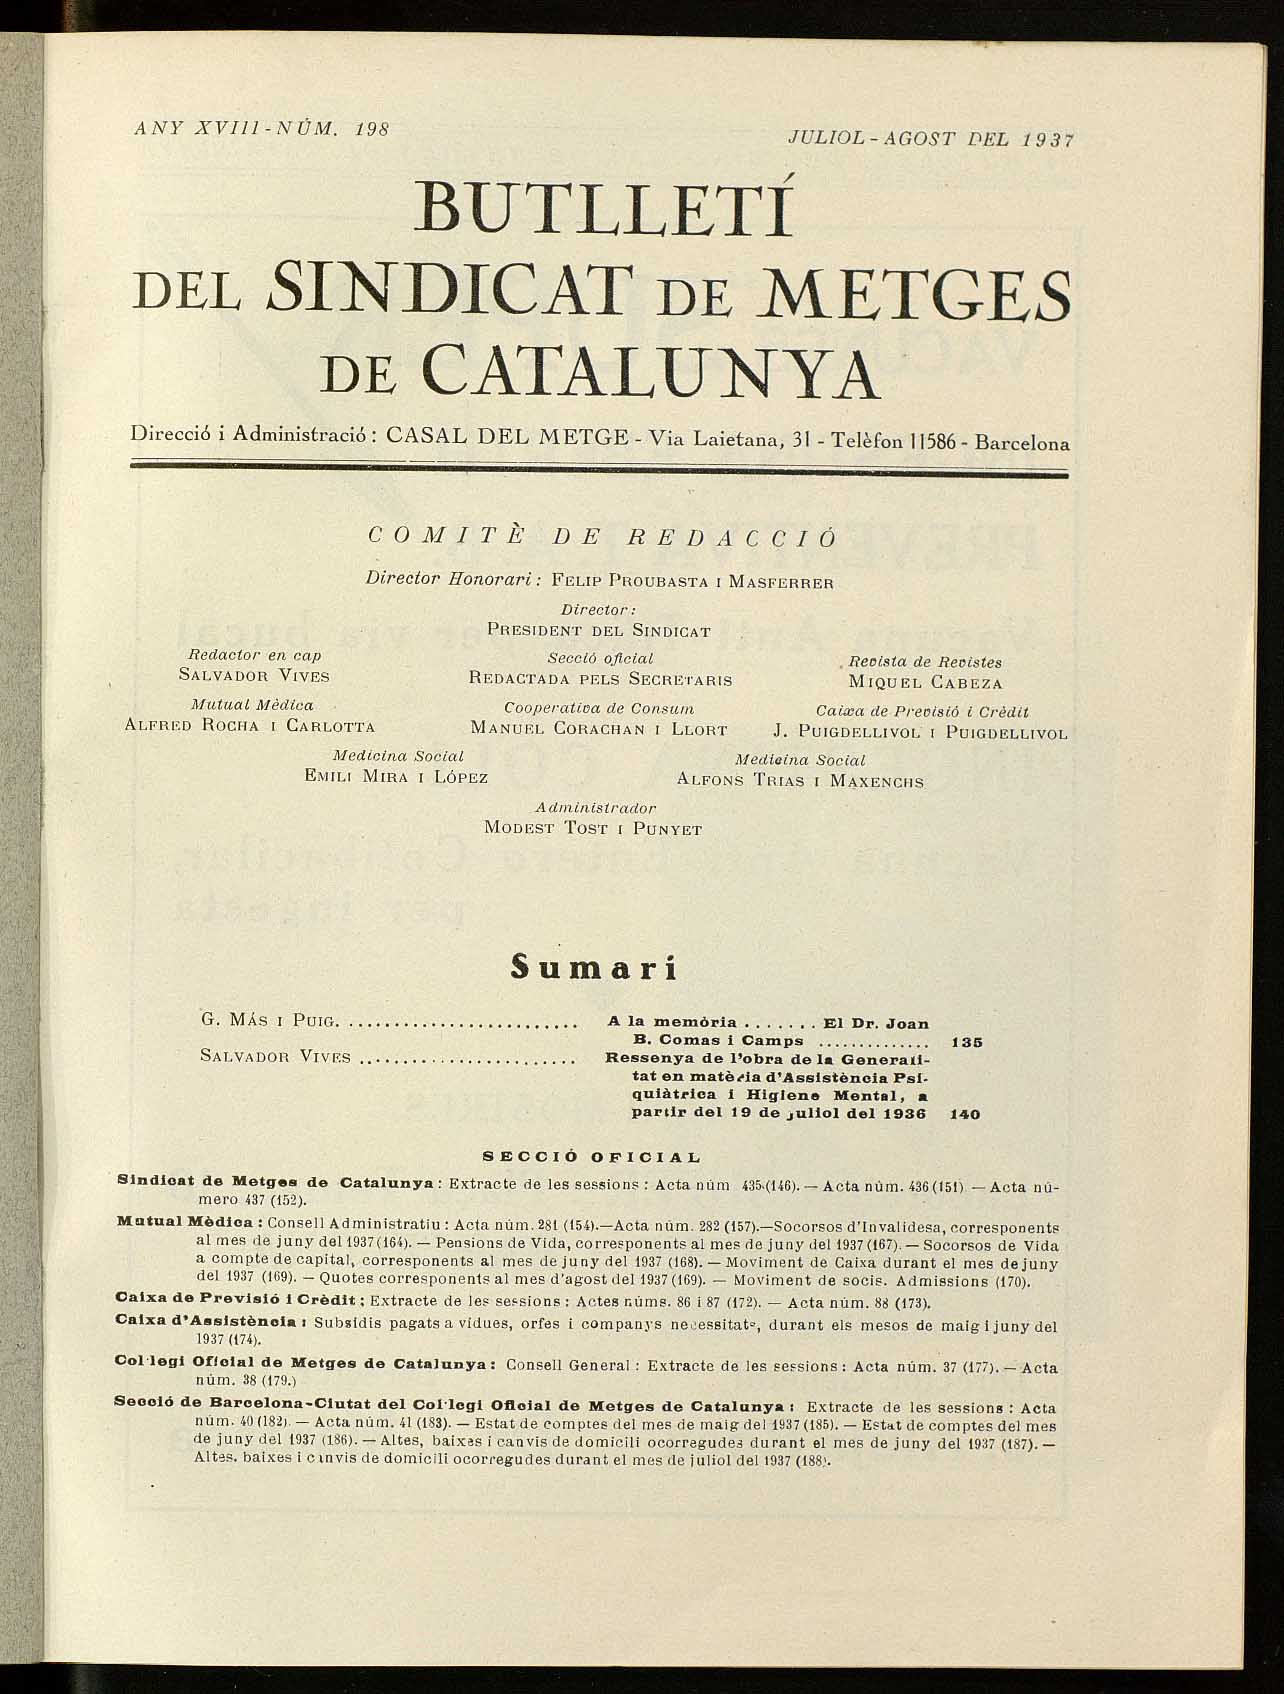 ANY XVIII - NÚM. 198
JULIOL - AGOST DEL 1937
BUTLLETÍ
DEL SINDICAT DE METGES
DE CATALUNYA
Direcció i Administració: CASAL DEL METGE - Via Laietana, 31 - Telèfon 11586 - Barcelona
COMITÈ DE REDACCIÓ
Director Honorari: FELIP PROUBASTA I MASFERRER
Director:
PRESIDENT DEL SINDICAT
Redactor en cap
SALVADOR VIVES
Secció oficial
REDACTADA PELS SECRETARIS
Revista de Revistes
MIQUEL CABEZA
Mutual Mèdica
ALFRED ROCHA I CARLOTTA
Cooperativa de Consum
MANUEL CORACHAN I LLORT
Caixa de Previsió i Crèdit
J. PUIGDELLIVOL I PUIGDELLIVOL
Medicina Social
EMILI MIRA I LÓPEZ
Medicina Social
ALFONS TRIAS I MAXENCHS
Administrador
MODEST TOST I PUNYET
Sumari
G. MÁS I PUIG. ........................ A la memòria ....... El Dr. Joan
B. Comas i Camps ............. 135
SALVADOR VIVES ....................... Ressenya de l'obra de la Generali-
tat en matèria d'Assistència Psi-
quiàtrica i Higiene Mental, a
partir del 19 de juliol del 1936 140
SECCIÓ OFICIAL
Sindicat de Metges de Catalunya: Extracte de les sessions: Acta núm 435 (146). — Acta núm. 436 (151) — Acta nú-
mero 437 (152).
Mutual Mèdica: Consell Administratiu: Acta núm. 281 (154).—Acta núm. 282 (157).—Socorsos d'Invalidesa, corresponents
al mes de juny del 1937 (164). — Pensions de Vida, corresponents al mes de juny del 1937 (167). — Socorsos de Vida
a compte de capital, corresponents al mes de juny del 1937 (168). — Moviment de Caixa durant el mes de juny
del 1937 (169). — Quotes corresponents al mes d'agost del 1937 (169). — Moviment de socis. Admissions (170).
Caixa de Previsió i Crèdit: Extracte de les sessions: Actes núms. 86 i 87 (172). — Acta núm. 88 (173).
Caixa d'Assistència: Subsidis pagats a vídues, orfes i companys necessitats, durant els mesos de maig i juny del
1937 (174).
Col·legi Oficial de Metges de Catalunya: Consell General: Extracte de les sessions: Acta núm. 37 (177). — Acta
núm. 38 (179.)
Secció de Barcelona-Ciutat del Col·legi Oficial de Metges de Catalunya: Extracte de les sessions: Acta
núm. 40 (182). — Acta núm. 41 (183). — Estat de comptes del mes de maig del 1937 (185). — Estat de comptes del mes
de juny del 1937 (186). — Altes, baixes i canvis de domicili ocorregudes durant el mes de juny del 1937 (187). —
Altes, baixes i canvis de domicili ocorregudes durant el mes de juliol del 1937 (188).